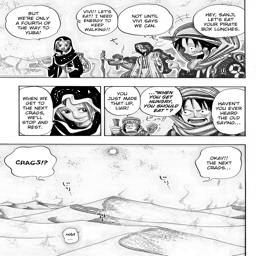 HEY, SANJI,
LET'S EAT
YOUR PIRATE
BOX LUNCHES.
NOT UNTIL
VIVI SAYS
WE CAN.
VIVI! LET'S
EAT! I NEED
ENERGY TO
KEEP
WALKING!!
BUT
WE'RE ONLY
A FOURTH
OF THE
WAY TO
YUBA!
HAVEN'T
YOU EVER
HEARD
THE OLD
SAYING...
..."WHEN
YOU GET
HUNGRY,
YOU SHOULD
EAT"?
YOU
JUST MADE
THAT UP,
LIAR!
WHEN WE
GET TO
THE NEXT
CRAGS,
WE'LL
STOP AND
REST.
OKAY!!
THE
NEXT
CRAGS...
CRAGS!?